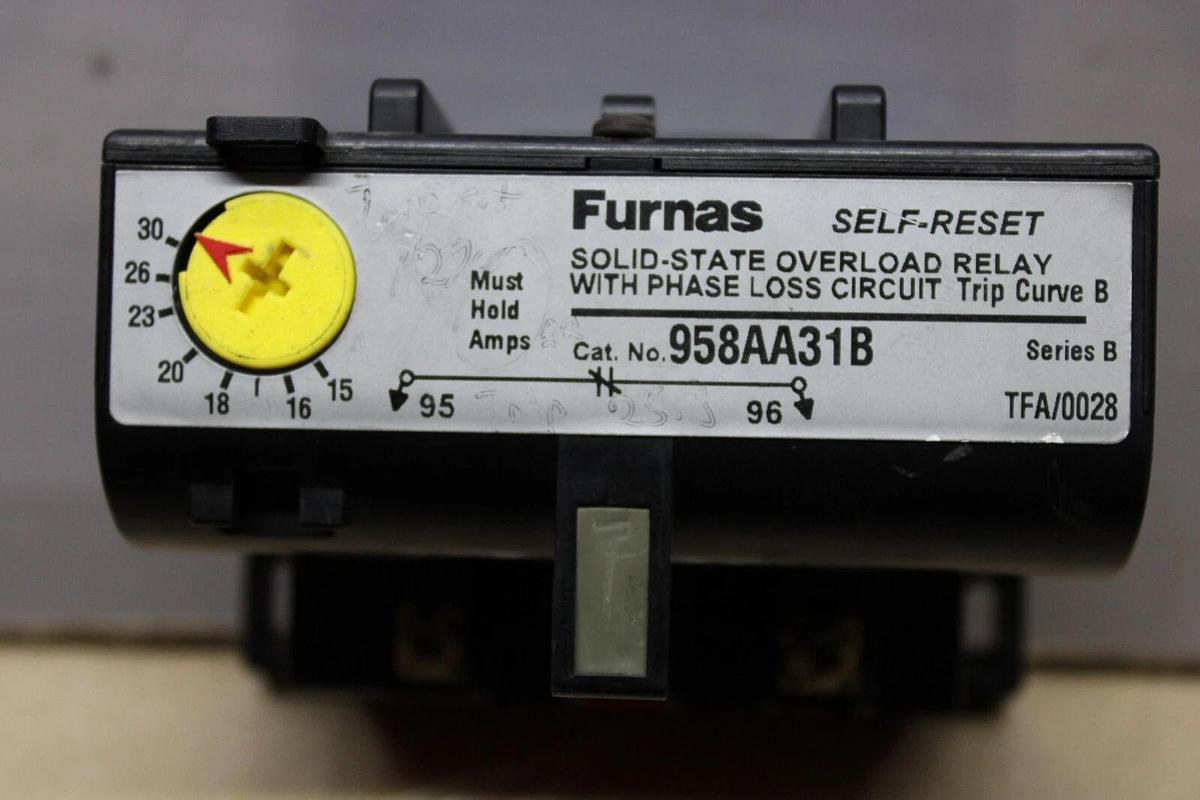 Furnas SELF-RESET
SOLID-STATE OVERLOAD RELAY
WITH PHASE LOSS CIRCUIT Trip Curve B
Cat. No. 958AA31B
Series B
TFA/0028
Must
Hold
Amps
30
26
23
20
18
16
15
95
96